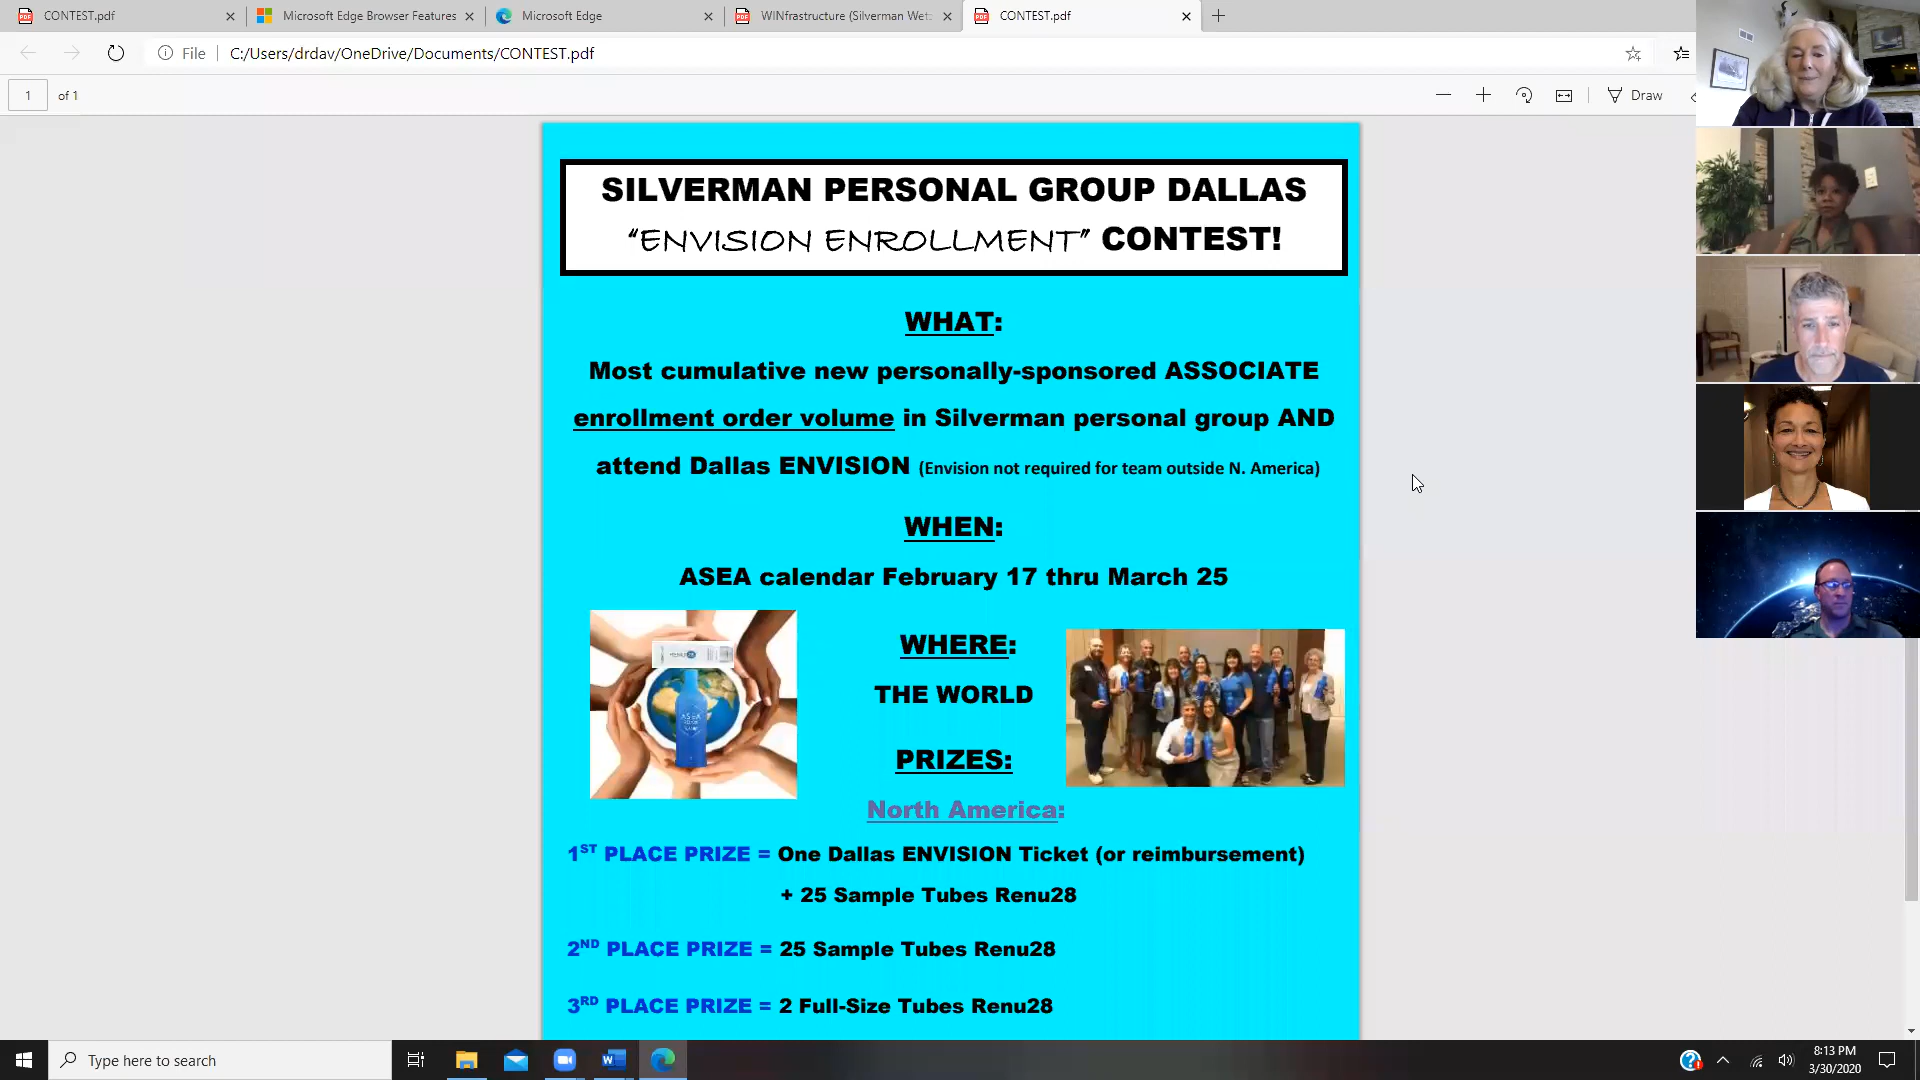 CONTEST.pdf
Microsoft Edge Browser Features
Microsoft Edge
WINfrastructure (Silverman Wet
CONTEST.pdf
File
C:/Users/drdav/OneDrive/Documents/CONTEST.pdf
1 of 1
Draw
SILVERMAN PERSONAL GROUP DALLAS
“ENVISION ENROLLMENT” CONTEST!
WHAT:
Most cumulative new personally-sponsored ASSOCIATE
enrollment order volume in Silverman personal group AND
attend Dallas ENVISION (Envision not required for team outside N. America)
WHEN:
ASEA calendar February 17 thru March 25
WHERE:
THE WORLD
ASEA
PRIZES:
North America:
1ST PLACE PRIZE = One Dallas ENVISION Ticket (or reimbursement)
+ 25 Sample Tubes Renu28
2ND PLACE PRIZE = 25 Sample Tubes Renu28
3RD PLACE PRIZE = 2 Full-Size Tubes Renu28
Type here to search
8:13 PM
3/30/2020